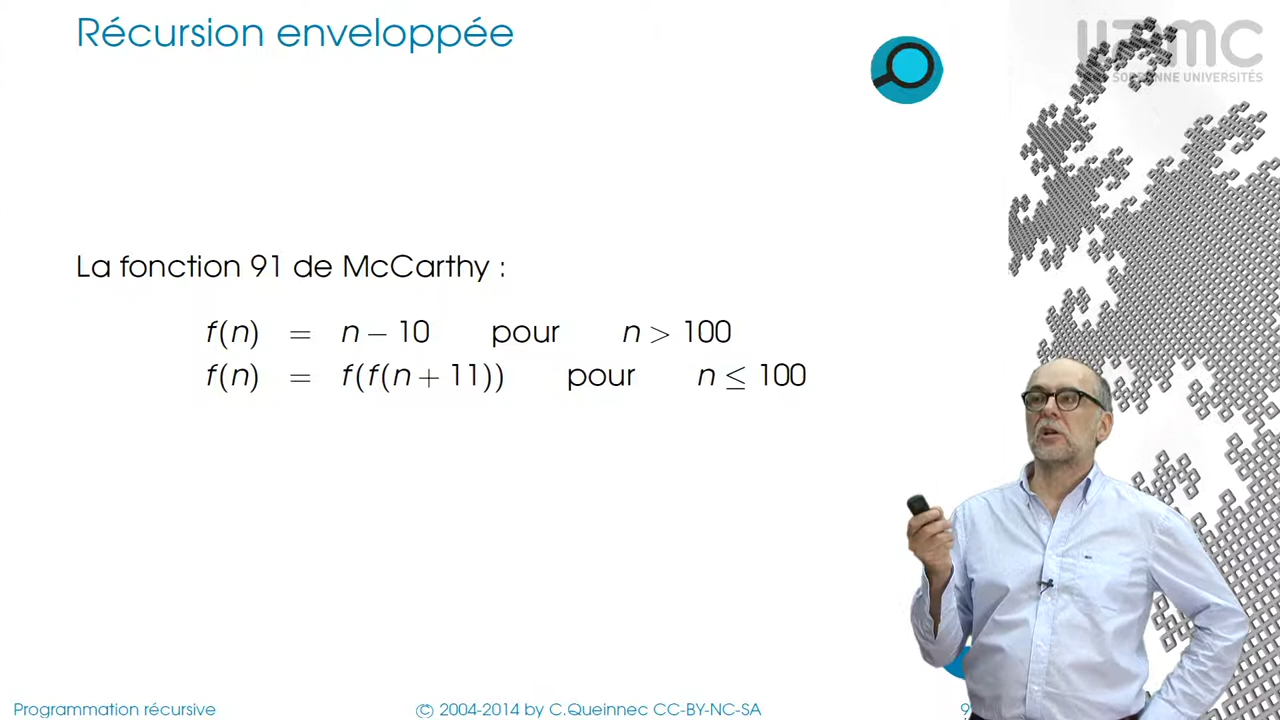 Récursion enveloppée
UPMC
SORBONNE UNIVERSITÉS
La fonction 91 de McCarthy :
f(n) = n − 10 pour n > 100
f(n) = f(f(n + 11)) pour n ≤ 100
Programmation récursive
© 2004-2014 by C.Queinnec CC-BY-NC-SA
9